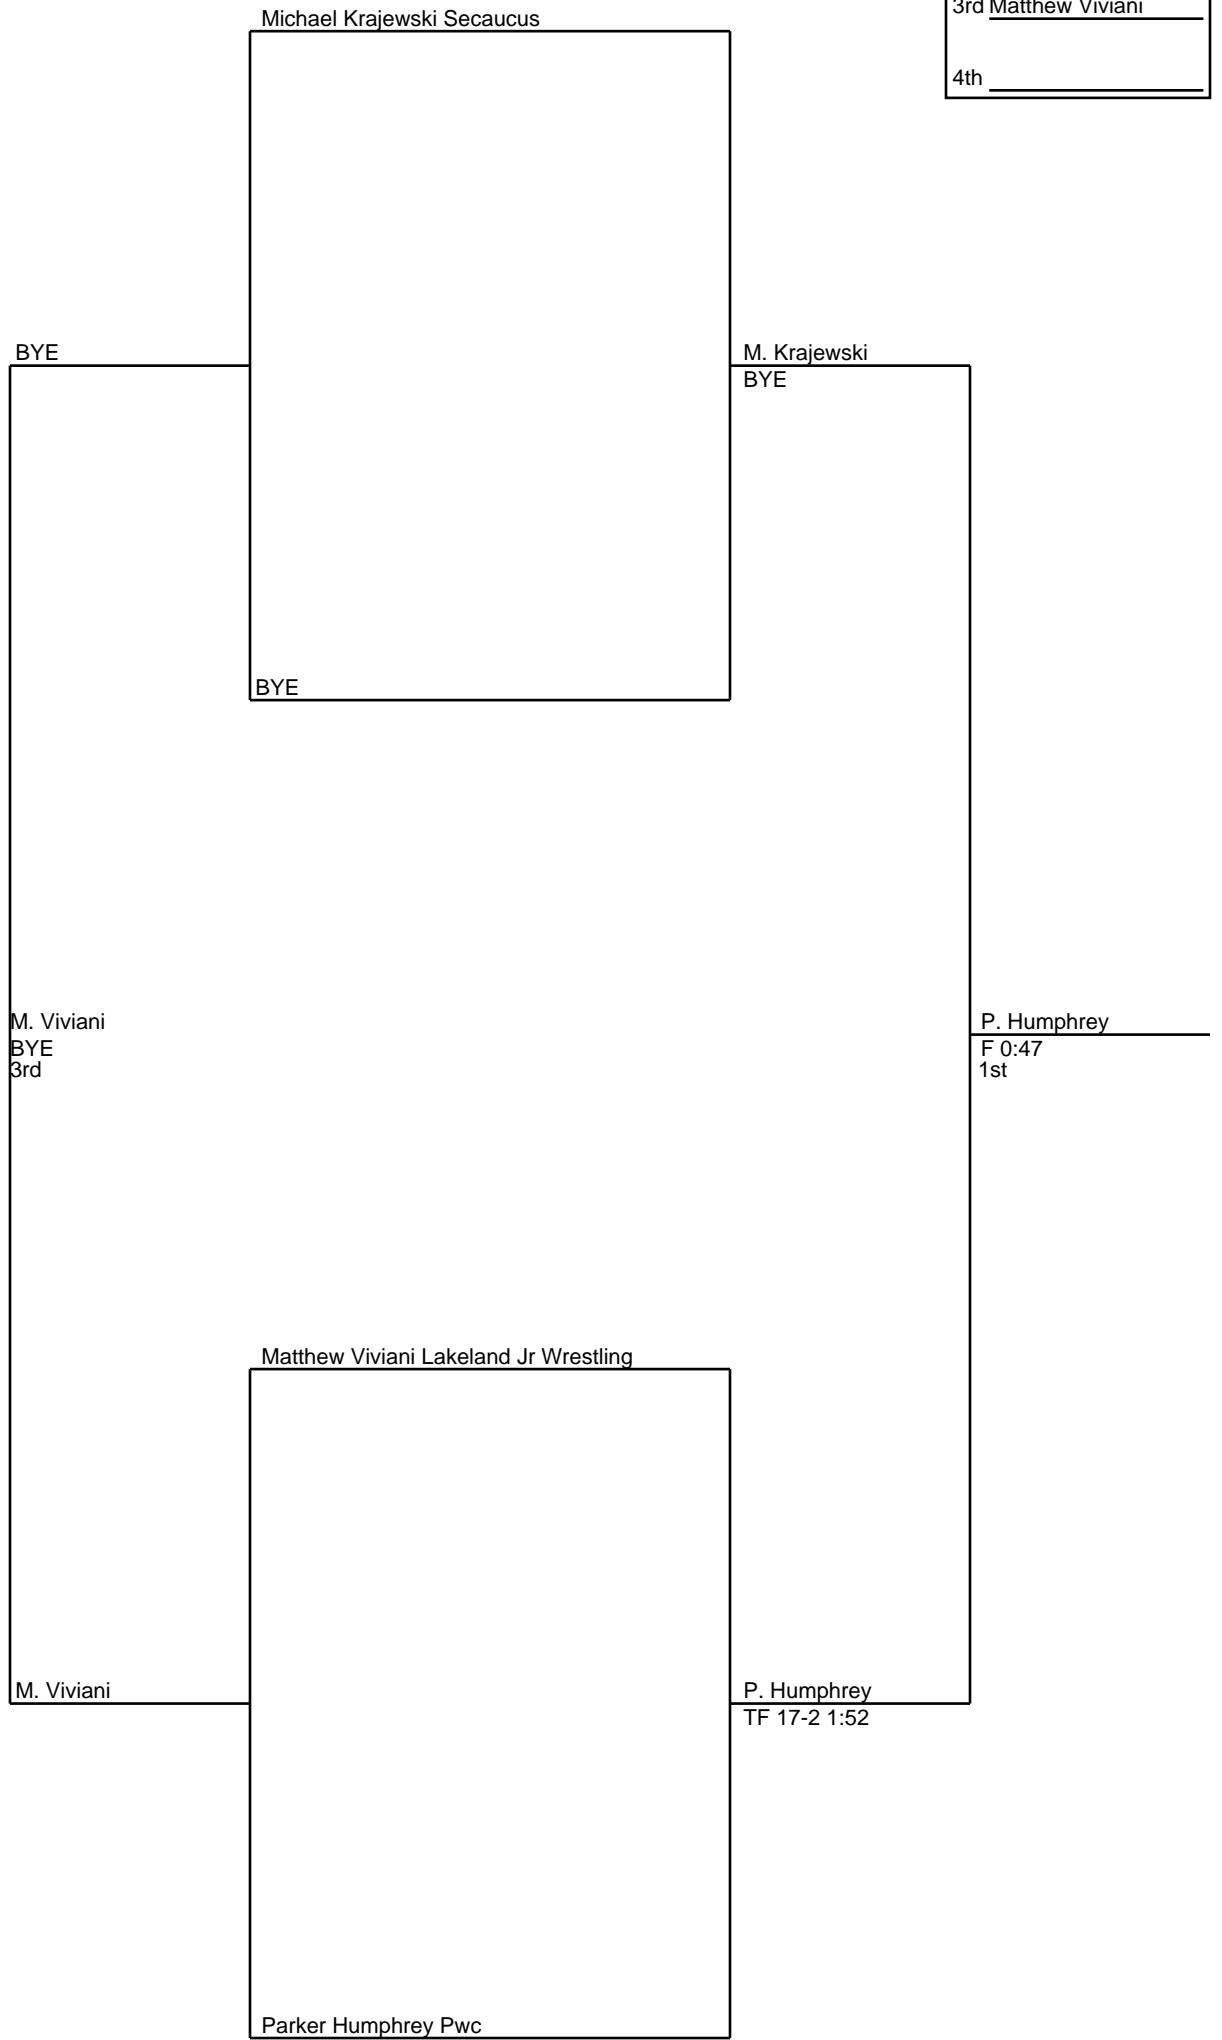 3rd Matthew Viviani
Michael Krajewski Secaucus
4th
BYE
M. Krajewski
BYE
BYE
M. Viviani
BYE
3rd
P. Humphrey
F 0:47
1st
Matthew Viviani Lakeland Jr Wrestling
M. Viviani
P. Humphrey
TF 17-2 1:52
Parker Humphrey Pwc